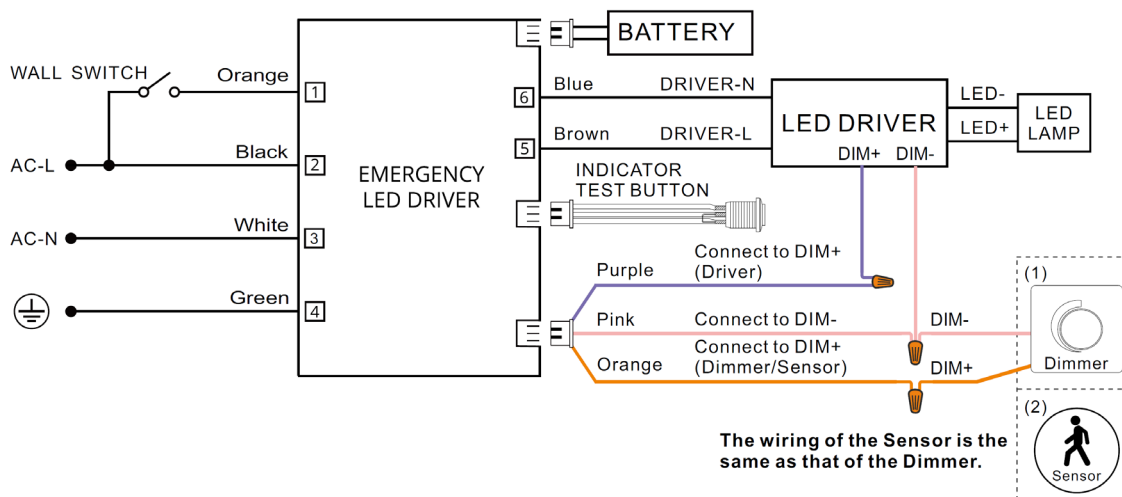 BATTERY
WALL SWITCH
Orange
1
6
Blue
DRIVER-N
LED DRIVER
DIM+
DIM-
LED-
LED+
LED
LAMP
AC-L
Black
2
5
Brown
DRIVER-L
EMERGENCY
LED DRIVER
INDICATOR
TEST BUTTON
AC-N
White
3
Green
4
Purple
Connect to DIM+
(Driver)
Pink
Connect to DIM-
DIM-
Orange
Connect to DIM+
(Dimmer/Sensor)
DIM+
(1)
Dimmer
(2)
Sensor
The wiring of the Sensor is the
same as that of the Dimmer.